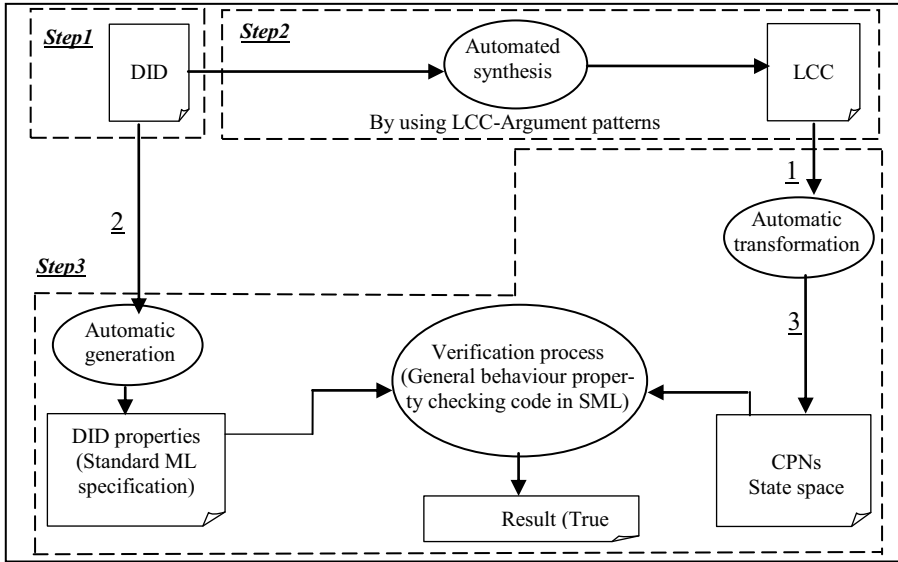 Step1
DID
Step2
Automated
synthesis
LCC
By using LCC-Argument patterns
1
Automatic
transformation
2
Step3
3
Automatic
generation
Verification process
(General behaviour proper-
ty checking code in SML)
DID properties
(Standard ML
specification)
CPNs
State space
Result (True